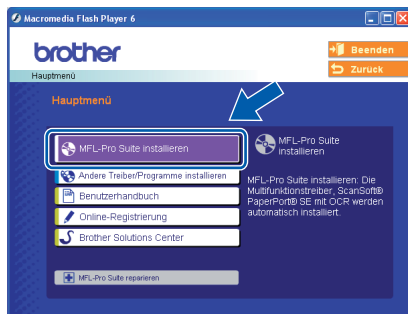 Macromedia Flash Player 6
brother
Beenden
Zurück
Hauptmenü
Hauptmenü
MFL-Pro Suite installieren
Andere Treiber/Programme installieren
Benutzerhandbuch
Online-Registrierung
Brother Solutions Center
MFL-Pro Suite reparieren
MFL-Pro Suite
installieren
MFL-Pro Suite installieren: Die
Multifunktionstreiber, ScanSoft®
PaperPort® SE mit OCR werden
automatisch installiert.